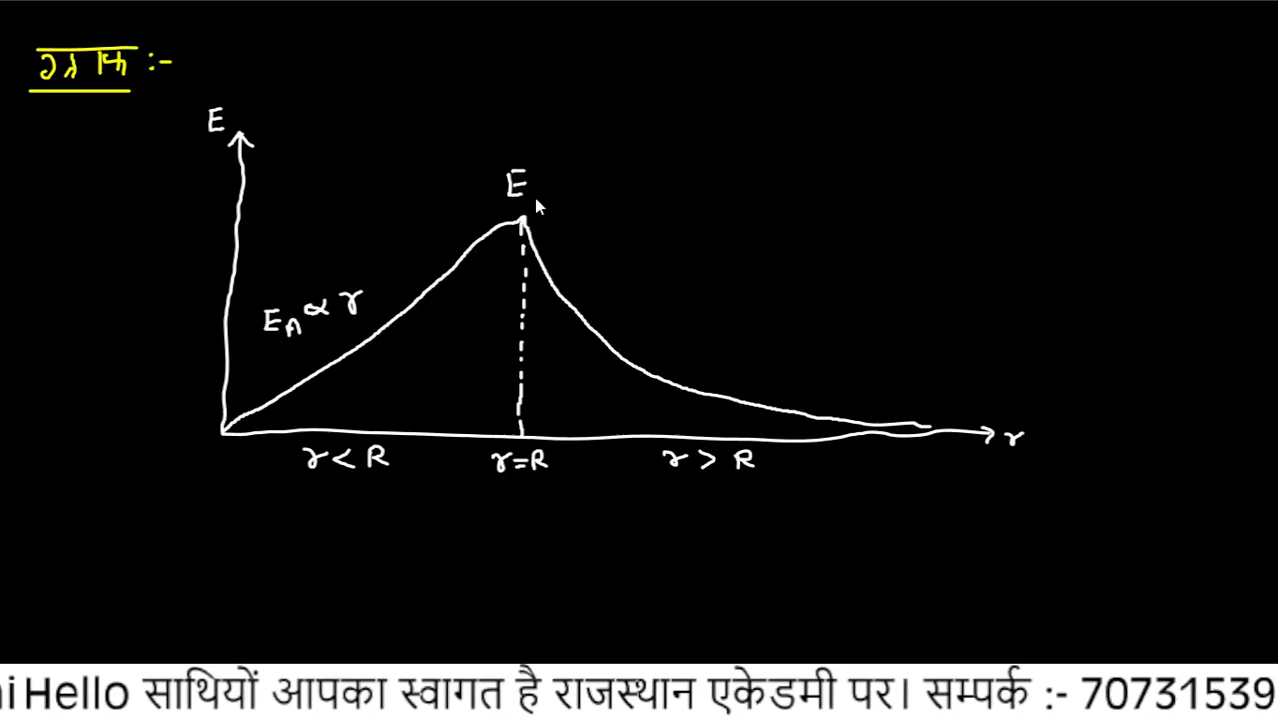 :-
E
E
E_A ∝ r
r < R
r=R
r > R
r
Hello साथियों आपका स्वागत है राजस्थान एकेडमी पर। सम्पर्क :- 70731539